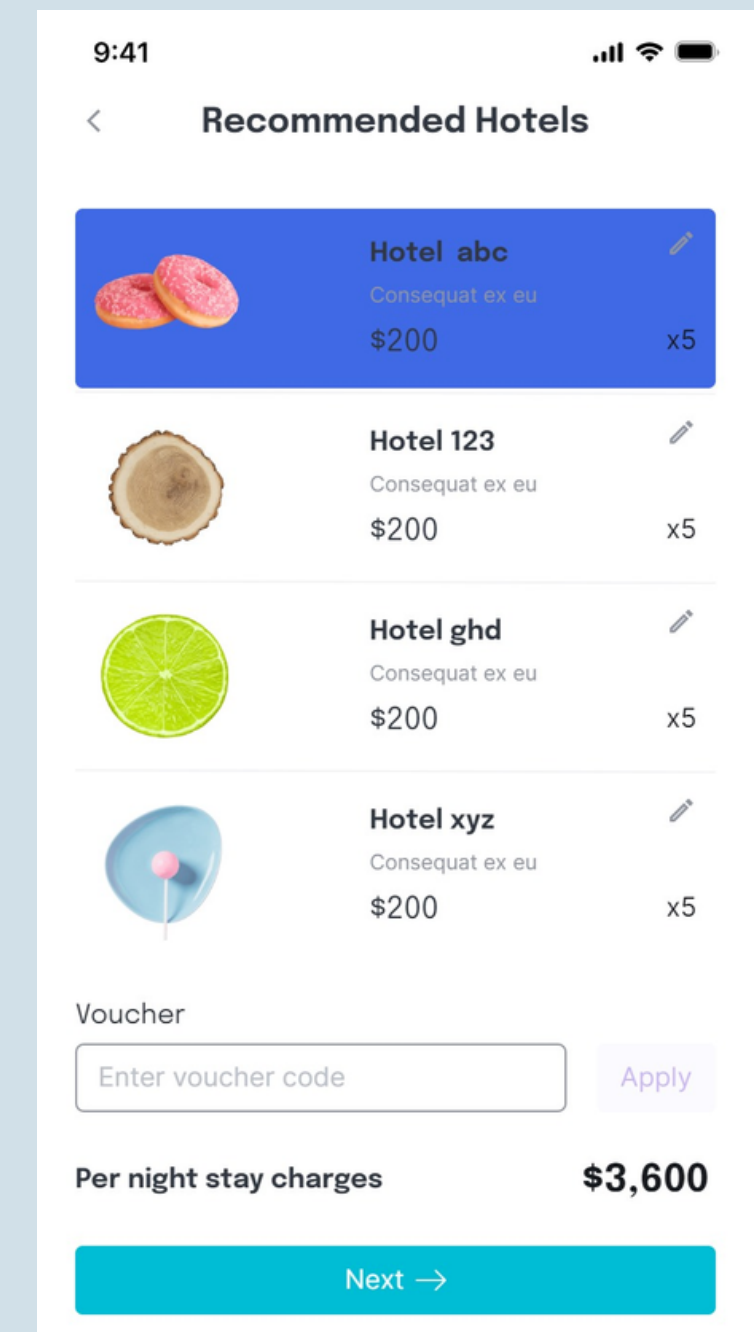 9:41
Recommended Hotels
Hotel abc
Consequat ex eu
$200 x5
Hotel 123
Consequat ex eu
$200 x5
Hotel ghd
Consequat ex eu
$200 x5
Hotel xyz
Consequat ex eu
$200 x5
Voucher
Enter voucher code Apply
Per night stay charges $3,600
Next →